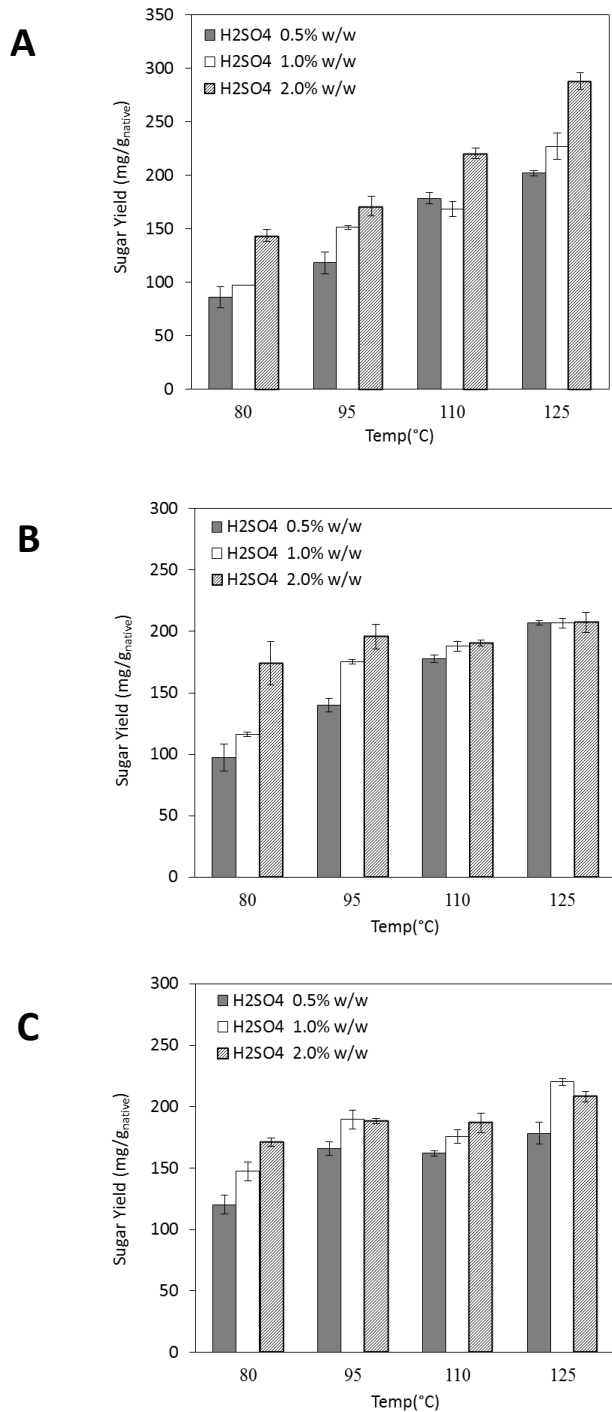 A
350
300
250
200
150
100
50
0
Sugar Yield (mg/gnative)
H2SO4 0.5% w/w
H2SO4 1.0% w/w
H2SO4 2.0% w/w
80 95 110 125
Temp(°C)
B
300
250
200
150
100
50
0
Sugar Yield (mg/gnative)
H2SO4 0.5% w/w
H2SO4 1.0% w/w
H2SO4 2.0% w/w
80 95 110 125
Temp(°C)
C
300
250
200
150
100
50
0
Sugar Yield (mg/gnative)
H2SO4 0.5% w/w
H2SO4 1.0% w/w
H2SO4 2.0% w/w
80 95 110 125
Temp(°C)